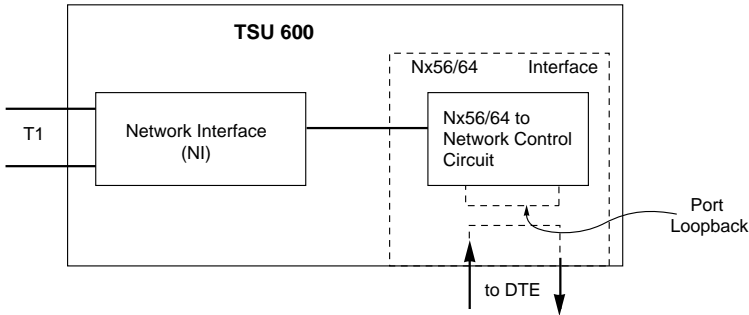 TSU 600
Nx56/64 Interface
T1
Network Interface
(NI)
Nx56/64 to
Network Control
Circuit
Port
Loopback
to DTE